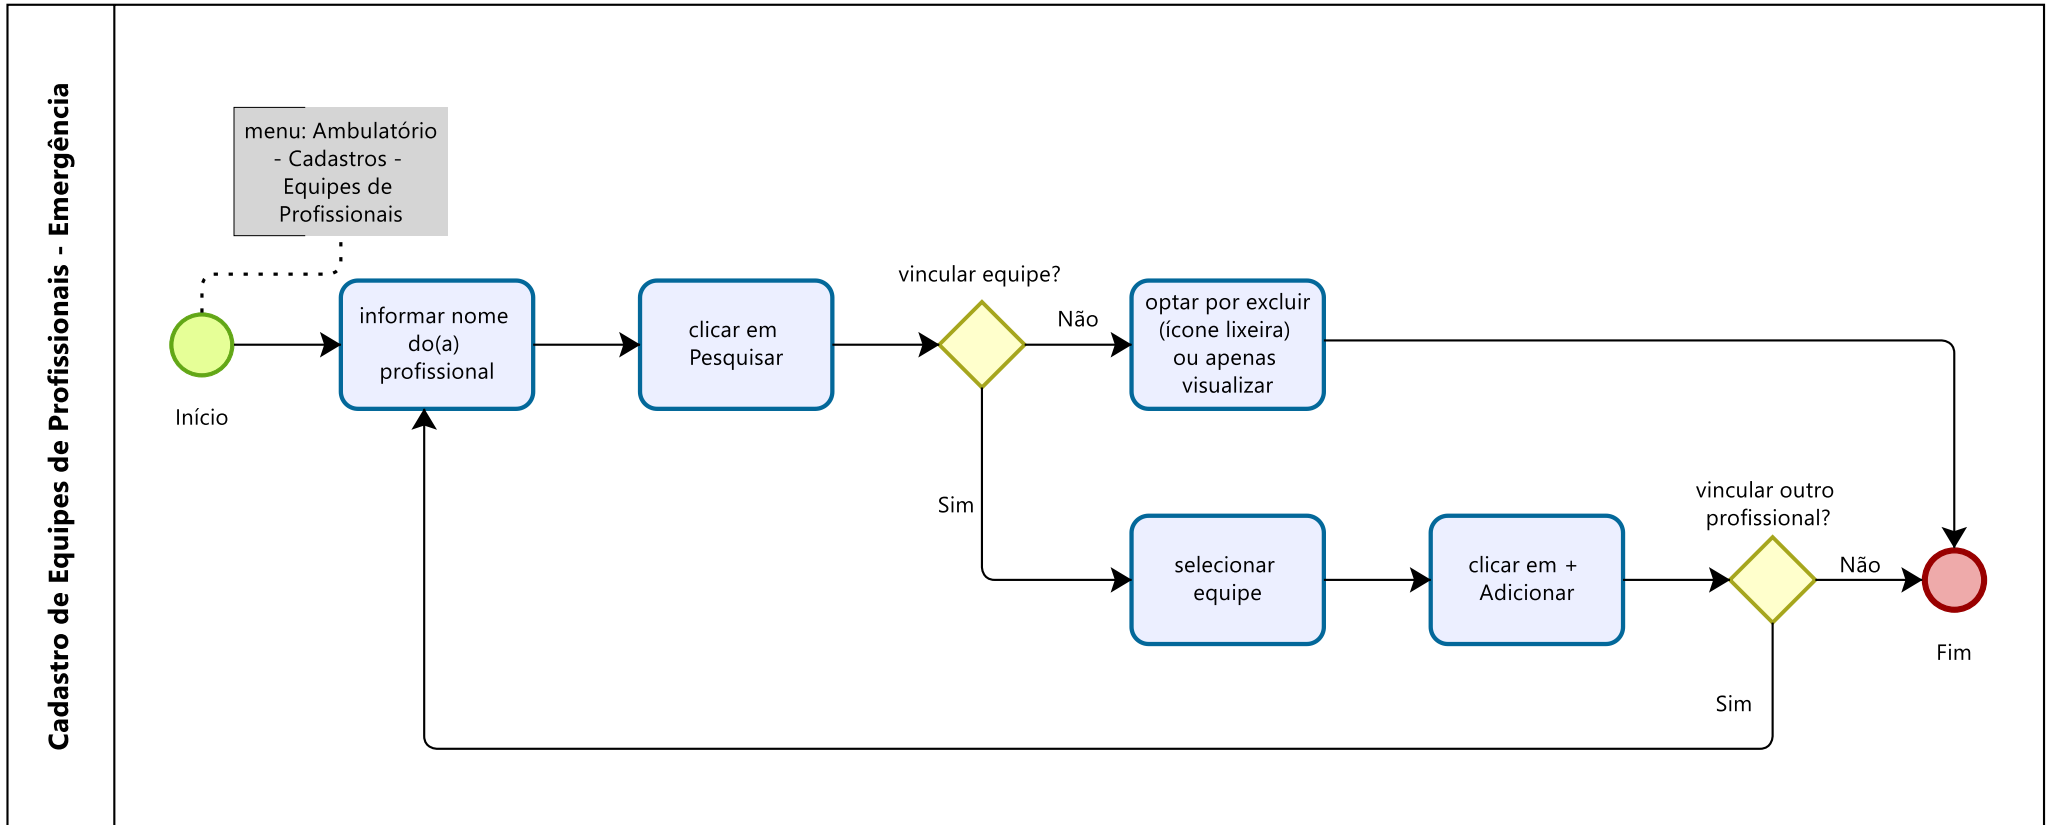 Cadastro de Equipes de Profissionais - Emergência
menu: Ambulatório
- Cadastros -
Equipes de
Profissionais
Início
informar nome
do(a)
profissional
clicar em
Pesquisar
vincular equipe?
Não
optar por excluir
(ícone lixeira)
ou apenas
visualizar
Sim
selecionar
equipe
clicar em +
Adicionar
vincular outro
profissional?
Não
Sim
Fim